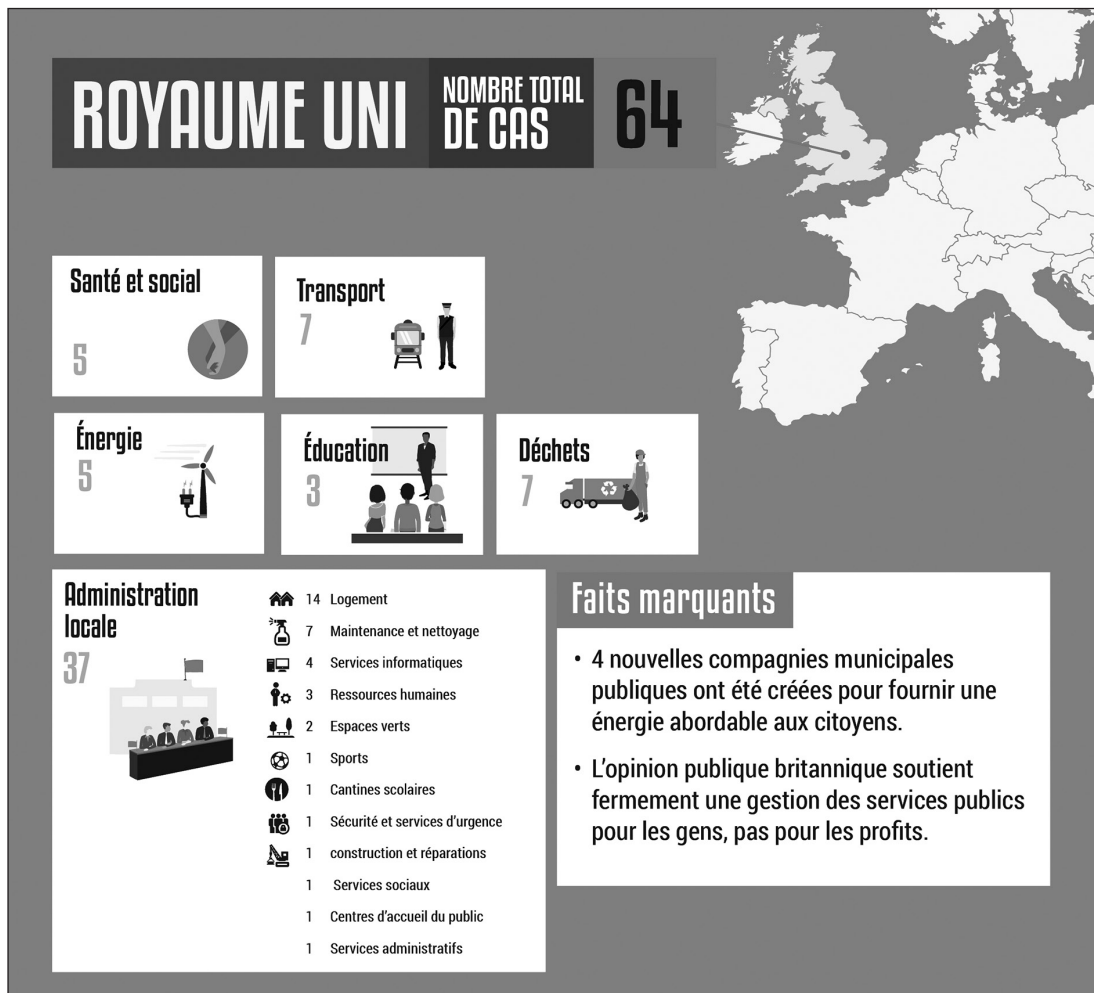 ROYAUME UNI
NOMBRE TOTAL
DE CAS
64
Santé et social
5
Transport
7
Énergie
5
Éducation
3
Déchets
7
Administration
locale
37
14 Logement
7 Maintenance et nettoyage
4 Services informatiques
3 Ressources humaines
2 Espaces verts
1 Sports
1 Cantines scolaires
1 Sécurité et services d'urgence
1 construction et réparations
1 Services sociaux
1 Centres d'accueil du public
1 Services administratifs
Faits marquants
• 4 nouvelles compagnies municipales
publiques ont été créées pour fournir une
énergie abordable aux citoyens.
• L'opinion publique britannique soutient
fermement une gestion des services publics
pour les gens, pas pour les profits.